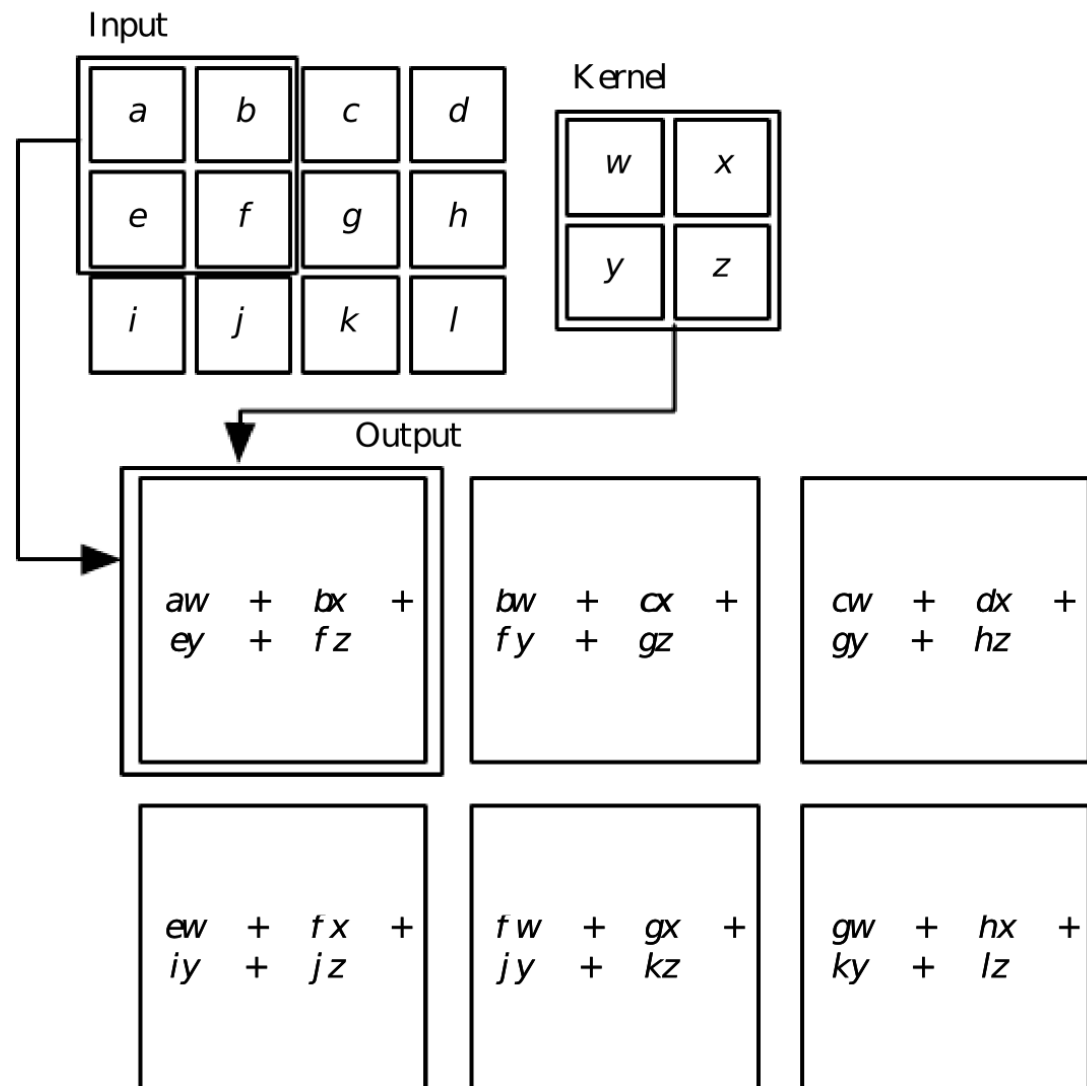 Input
Kernel
a b c d
w x
e f g h
y z
i j k l
Output
aw + bx +
ey + fz
bw + cx +
fy + gz
cw + dx +
gy + hz
ew + fx +
iy + jz
fw + gx +
jy + kz
gw + hx +
ky + lz